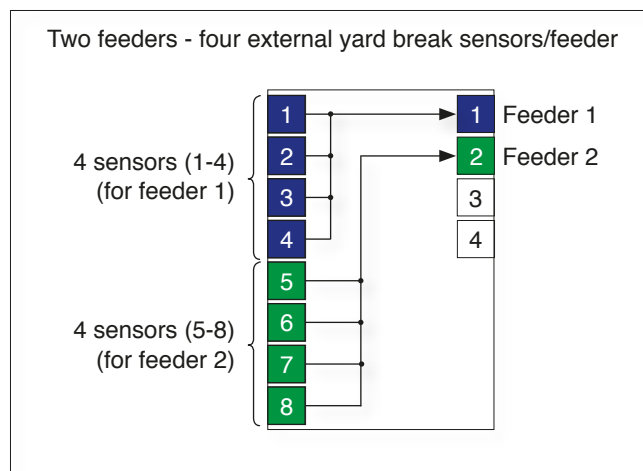 Two feeders - four external yard break sensors/feeder
1
2
3
4
5
6
7
8
4 sensors (1-4)
(for feeder 1)
4 sensors (5-8)
(for feeder 2)
1 Feeder 1
2 Feeder 2
3
4